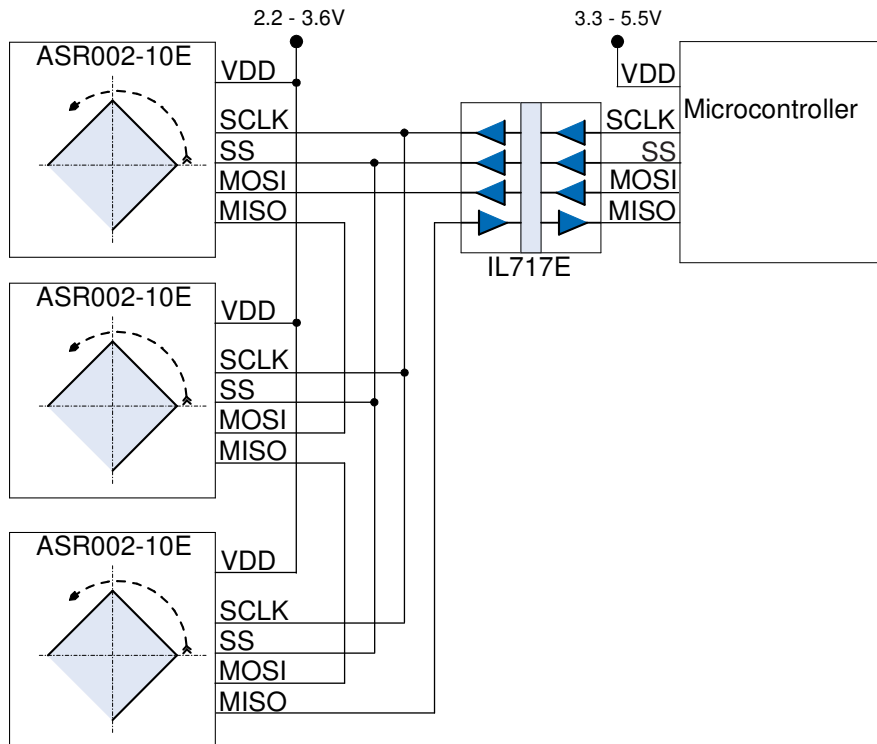 2.2 - 3.6V
3.3 - 5.5V
ASR002-10E
VDD
SCLK
SS
MOSI
MISO
VDD
SCLK
SS
MOSI
MISO
Microcontroller
IL717E
ASR002-10E
VDD
SCLK
SS
MOSI
MISO
ASR002-10E
VDD
SCLK
SS
MOSI
MISO